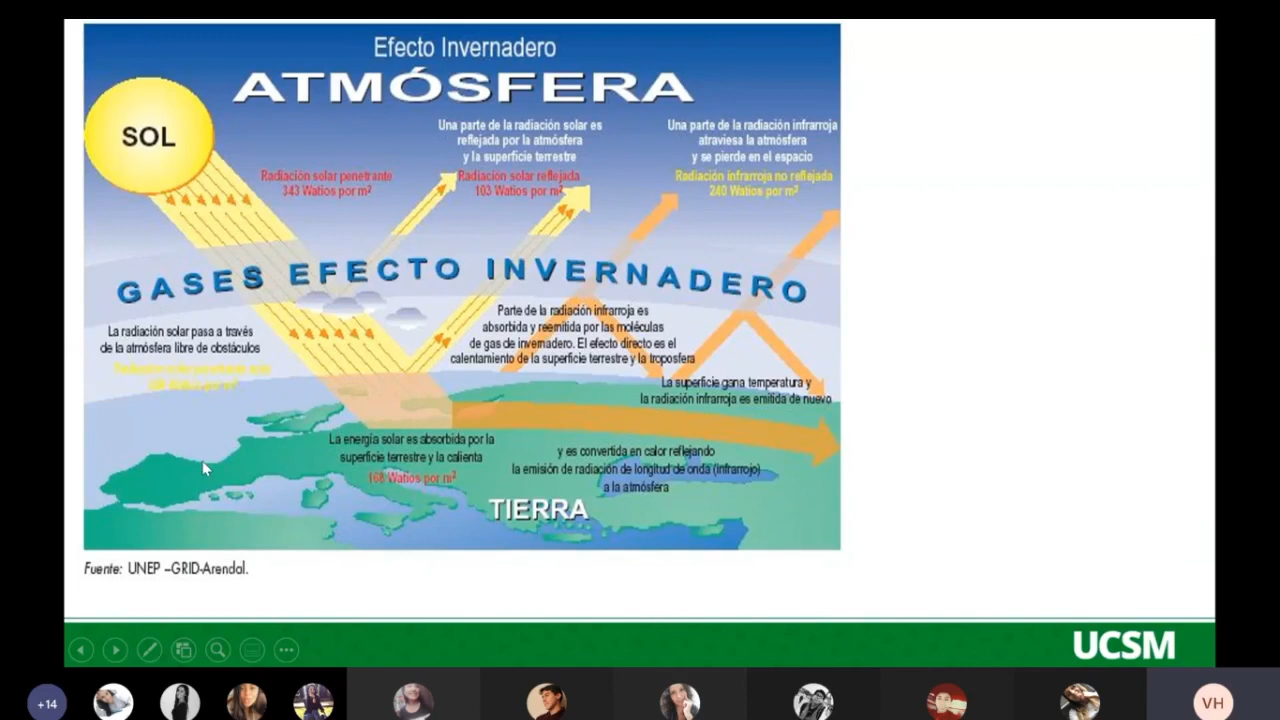 Efecto Invernadero
ATMÓSFERA
SOL
Una parte de la radiación solar es
reflejada por la atmósfera
y la superficie terrestre
Una parte de la radiación infrarroja
atraviesa la atmósfera
y se pierde en el espacio
Radiación solar penetrante
343 Watios por m²
Radiación solar reflejada
103 Watios por m²
Radiación infrarroja no reflejada
240 Watios por m²
GASES EFECTO INVERNADERO
La radiación solar pasa a través
de la atmósfera libre de obstáculos
Parte de la radiación infrarroja es
absorbida y reemitida por las moléculas
de gas de invernadero. El efecto directo es el
calentamiento de la superficie terrestre y la troposfera
La superficie gana temperatura y
la radiación infrarroja es emitida de nuevo
La energía solar es absorbida por la
superficie terrestre y la calienta
168 Watios por m²
y es convertida en calor reflejando
la emisión de radiación de longitud de onda (infrarrojo)
a la atmósfera
TIERRA
Fuente: UNEP –GRID-Arendal.
UCSM
+14
VH